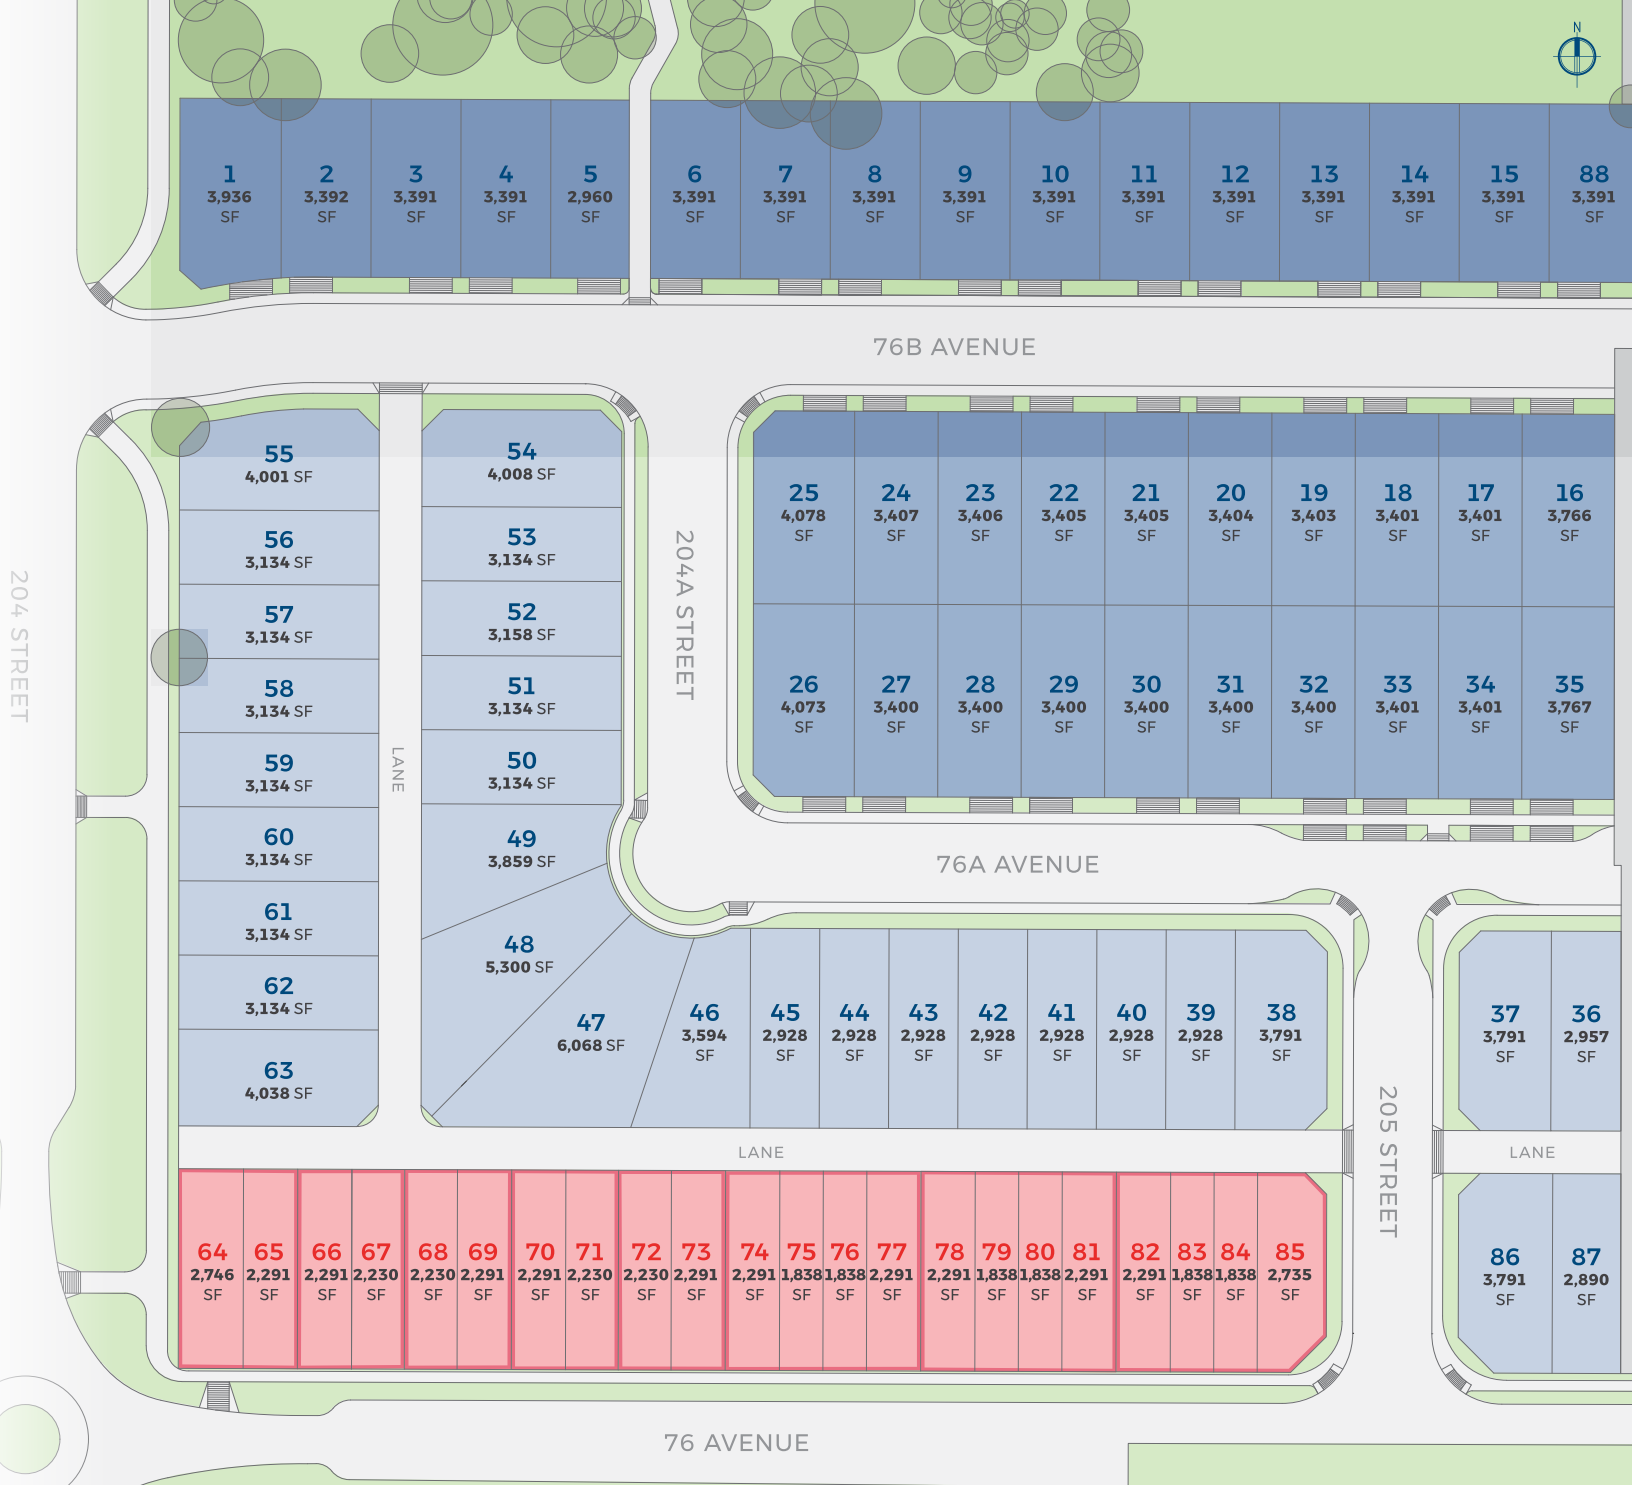 N
1 2 3 4 5 6 7 8 9 10 11 12 13 14 15 88
3,936 3,392 3,391 3,391 2,960 3,391 3,391 3,391 3,391 3,391 3,391 3,391 3,391 3,391 3,391 3,391
SF SF SF SF SF SF SF SF SF SF SF SF SF SF SF SF
76B AVENUE
55
4,001 SF
56
3,134 SF
57
3,134 SF
58
3,134 SF
59
3,134 SF
60
3,134 SF
61
3,134 SF
62
3,134 SF
63
4,038 SF
204 STREET
LANE
54
4,008 SF
53
3,134 SF
52
3,158 SF
51
3,134 SF
50
3,134 SF
49
3,859 SF
48
5,300 SF
47
6,068 SF
204A STREET
25 24 23 22 21 20 19 18 17 16
4,078 3,407 3,406 3,405 3,405 3,404 3,403 3,401 3,401 3,766
SF SF SF SF SF SF SF SF SF SF
26 27 28 29 30 31 32 33 34 35
4,073 3,400 3,400 3,400 3,400 3,400 3,400 3,401 3,401 3,767
SF SF SF SF SF SF SF SF SF SF
76A AVENUE
46 45 44 43 42 41 40 39 38
3,594 2,928 2,928 2,928 2,928 2,928 2,928 2,928 3,791
SF SF SF SF SF SF SF SF SF
37 36
3,791 2,957
SF SF
205 STREET
LANE
LANE
64 65 66 67 68 69 70 71 72 73 74 75 76 77 78 79 80 81 82 83 84 85
2,746 2,291 2,291 2,230 2,230 2,291 2,291 2,230 2,230 2,291 2,291 1,838 1,838 2,291 2,291 1,838 1,838 2,291 2,291 1,838 1,838 2,735
SF SF SF SF SF SF SF SF SF SF SF SF SF SF SF SF SF SF SF SF SF SF
86 87
3,791 2,890
SF SF
76 AVENUE